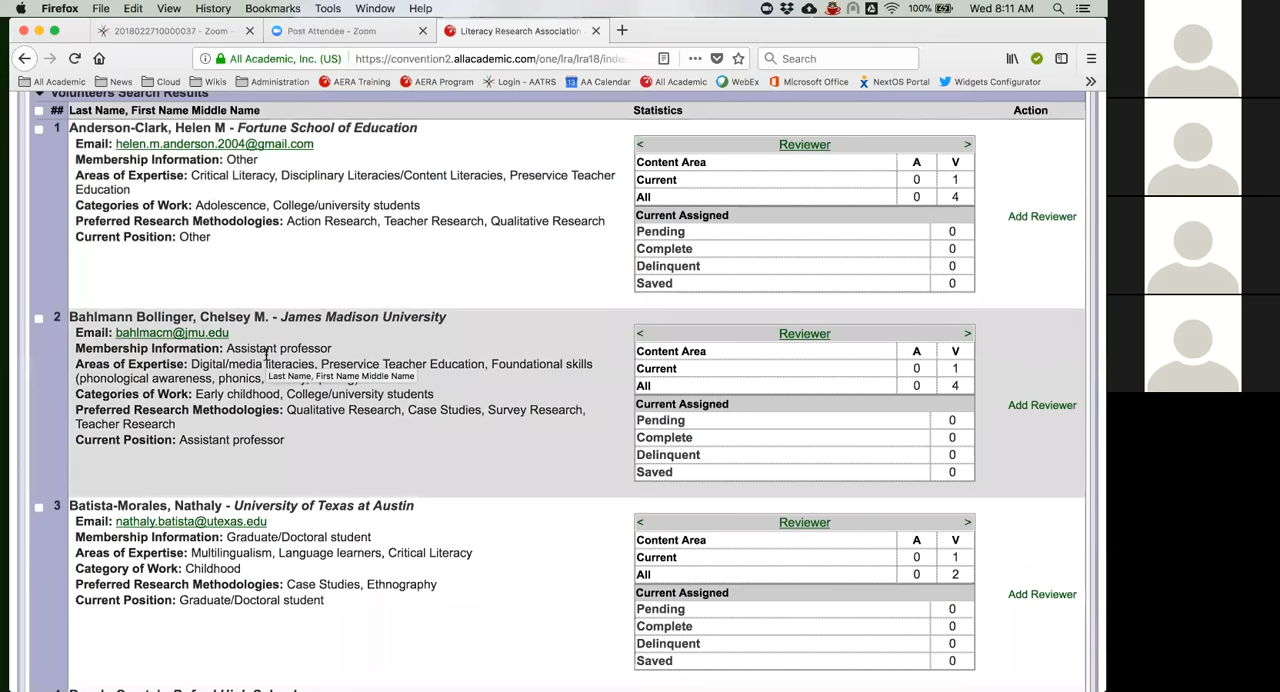 Firefox File Edit View History Bookmarks Tools Window Help 100% Wed 8:11 AM
2018022710000037 - Zoom Post Attendee - Zoom Literacy Research Association
All Academic, Inc. (US) https://convention2.allacademic.com/one/lra/lra18/inde Search
All Academic News Cloud Wikis Administration AERA Training AERA Program Login - AATRS 13 AA Calendar All Academic WebEx Microsoft Office NextOS Portal Widgets Configurator
Volunteers Search Results
## Last Name, First Name Middle Name Statistics Action
1 Anderson-Clark, Helen M - Fortune School of Education
Email: helen.m.anderson.2004@gmail.com
Membership Information: Other
Areas of Expertise: Critical Literacy, Disciplinary Literacies/Content Literacies, Preservice Teacher
Education
Categories of Work: Adolescence, College/university students
Preferred Research Methodologies: Action Research, Teacher Research, Qualitative Research
Current Position: Other
< Reviewer >
Content Area A V
Current 0 1
All 0 4
Current Assigned
Pending 0
Complete 0
Delinquent 0
Saved 0
Add Reviewer
2 Bahlmann Bollinger, Chelsey M. - James Madison University
Email: bahlmacm@jmu.edu
Membership Information: Assistant professor
Areas of Expertise: Digital/media literacies, Preservice Teacher Education, Foundational skills
(phonological awareness, phonics,
Last Name, First Name Middle Name
Categories of Work: Early childhood, College/university students
Preferred Research Methodologies: Qualitative Research, Case Studies, Survey Research,
Teacher Research
Current Position: Assistant professor
< Reviewer >
Content Area A V
Current 0 1
All 0 4
Current Assigned
Pending 0
Complete 0
Delinquent 0
Saved 0
Add Reviewer
3 Batista-Morales, Nathaly - University of Texas at Austin
Email: nathaly.batista@utexas.edu
Membership Information: Graduate/Doctoral student
Areas of Expertise: Multilingualism, Language learners, Critical Literacy
Category of Work: Childhood
Preferred Research Methodologies: Case Studies, Ethnography
Current Position: Graduate/Doctoral student
< Reviewer >
Content Area A V
Current 0 1
All 0 2
Current Assigned
Pending 0
Complete 0
Delinquent 0
Saved 0
Add Reviewer